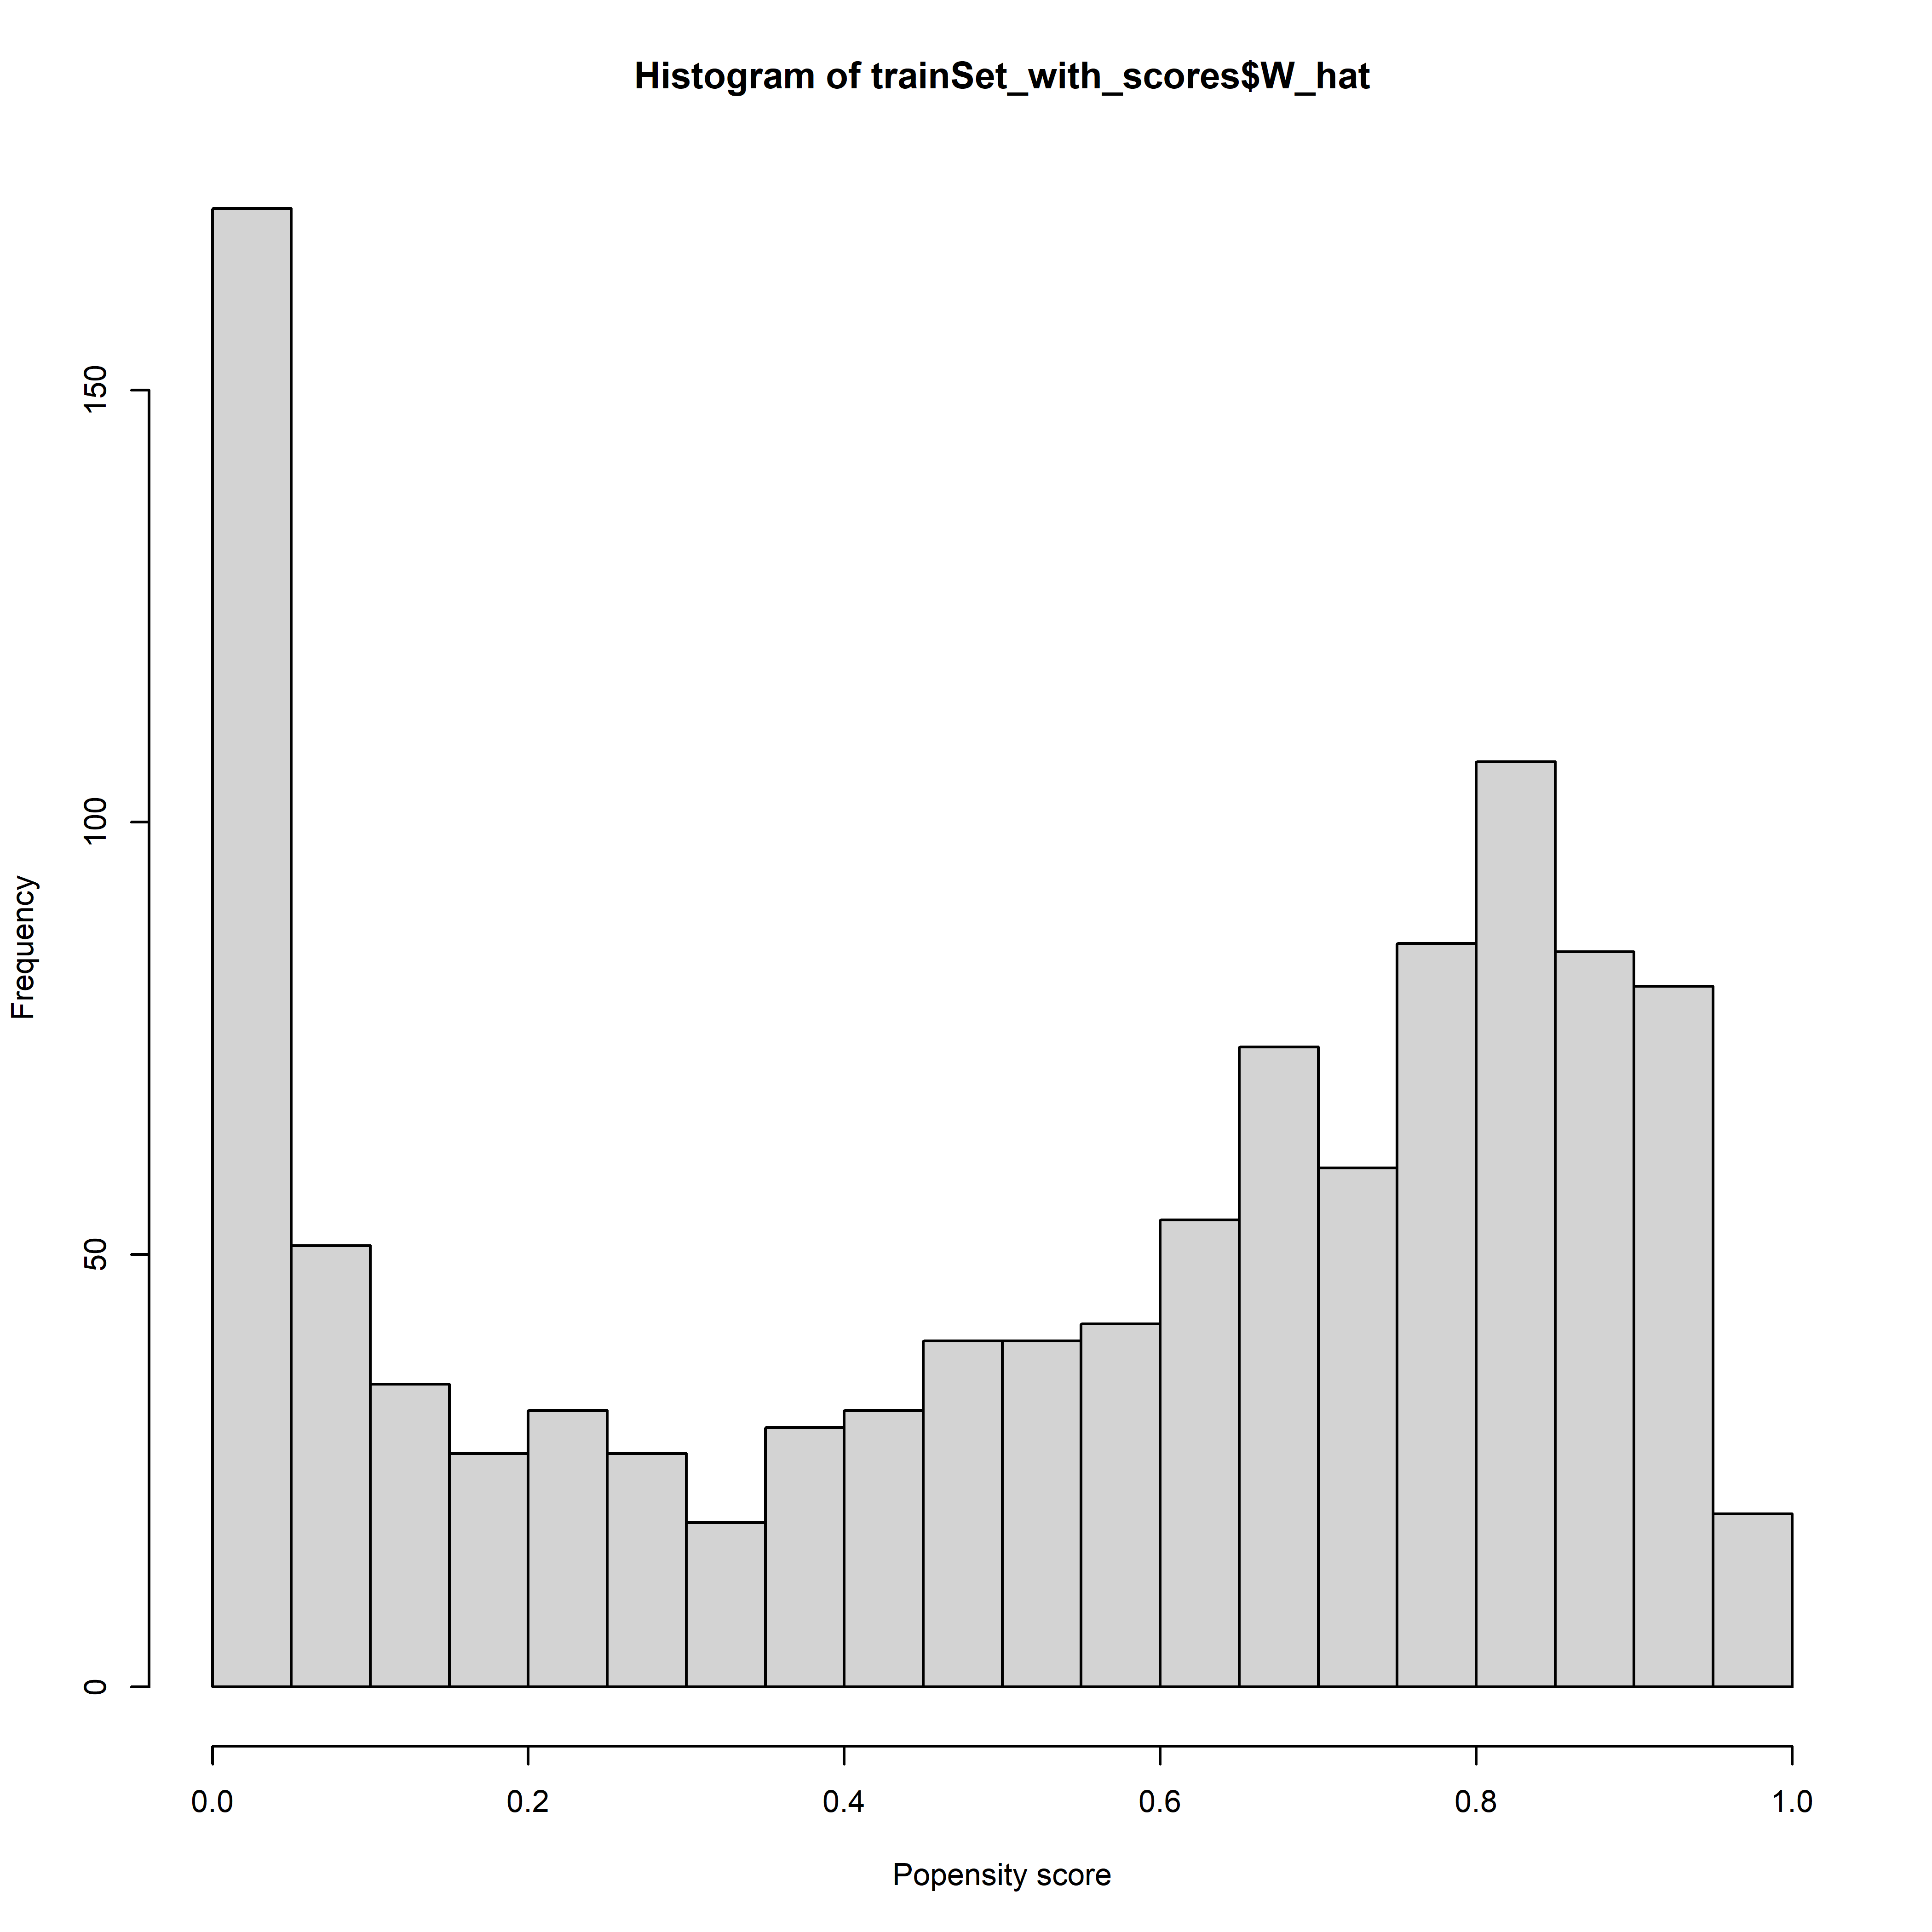 Histogram of trainSet_with_scores$W_hat
150
100
50
0
Frequency
0.0 0.2 0.4 0.6 0.8 1.0
Popensity score